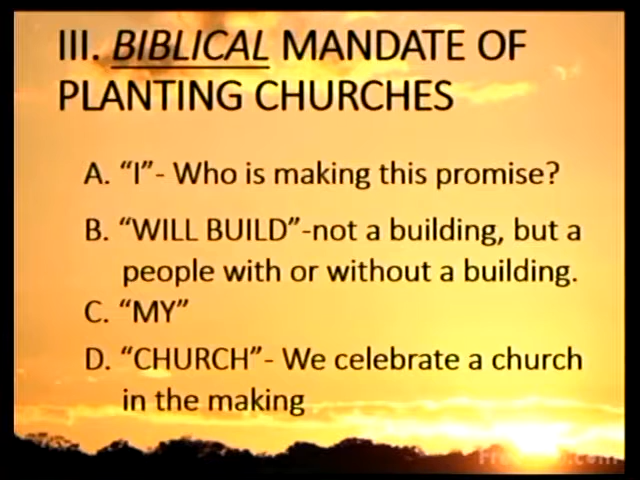 III. BIBLICAL MANDATE OF
PLANTING CHURCHES
A. “I”- Who is making this promise?
B. “WILL BUILD”-not a building, but a
people with or without a building.
C. “MY”
D. “CHURCH”- We celebrate a church
in the making